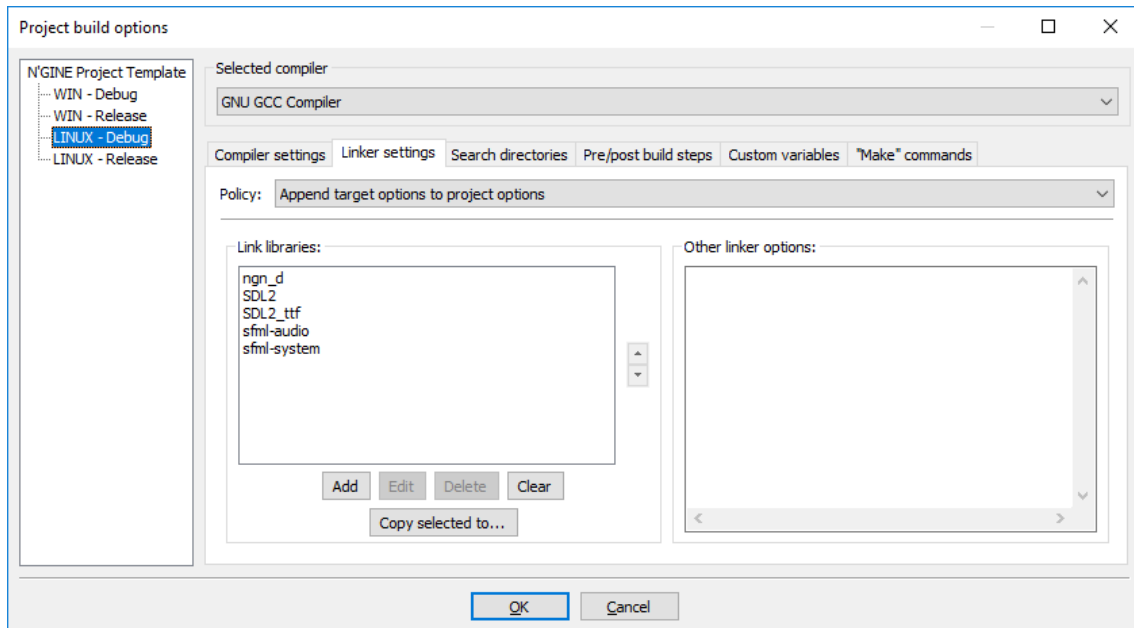 Project build options
N'GINE Project Template
WIN - Debug
WIN - Release
LINUX - Debug
LINUX - Release
Selected compiler
GNU GCC Compiler
Compiler settings Linker settings Search directories Pre/post build steps Custom variables "Make" commands
Policy: Append target options to project options
Link libraries:
ngn_d
SDL2
SDL2_ttf
sfml-audio
sfml-system
Add Edit Delete Clear
Copy selected to...
Other linker options:
OK Cancel